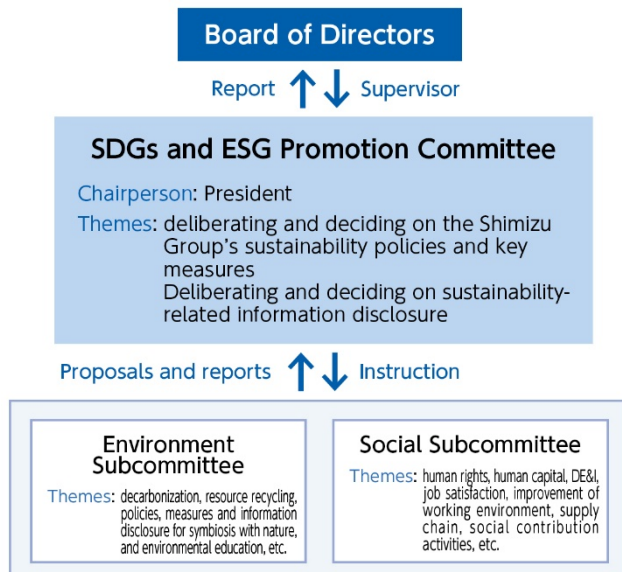 Board of Directors
Report
Supervisor
SDGs and ESG Promotion Committee
Chairperson: President
Themes: deliberating and deciding on the Shimizu
Group's sustainability policies and key
measures
Deliberating and deciding on sustainability-
related information disclosure
Proposals and reports
Instruction
Environment
Subcommittee
Themes: decarbonization, resource recycling,
policies, measures and information
disclosure for symbiosis with nature,
and environmental education, etc.
Social Subcommittee
Themes: human rights, human capital, DE&I,
job satisfaction, improvement of
working environment, supply
chain, social contribution
activities, etc.